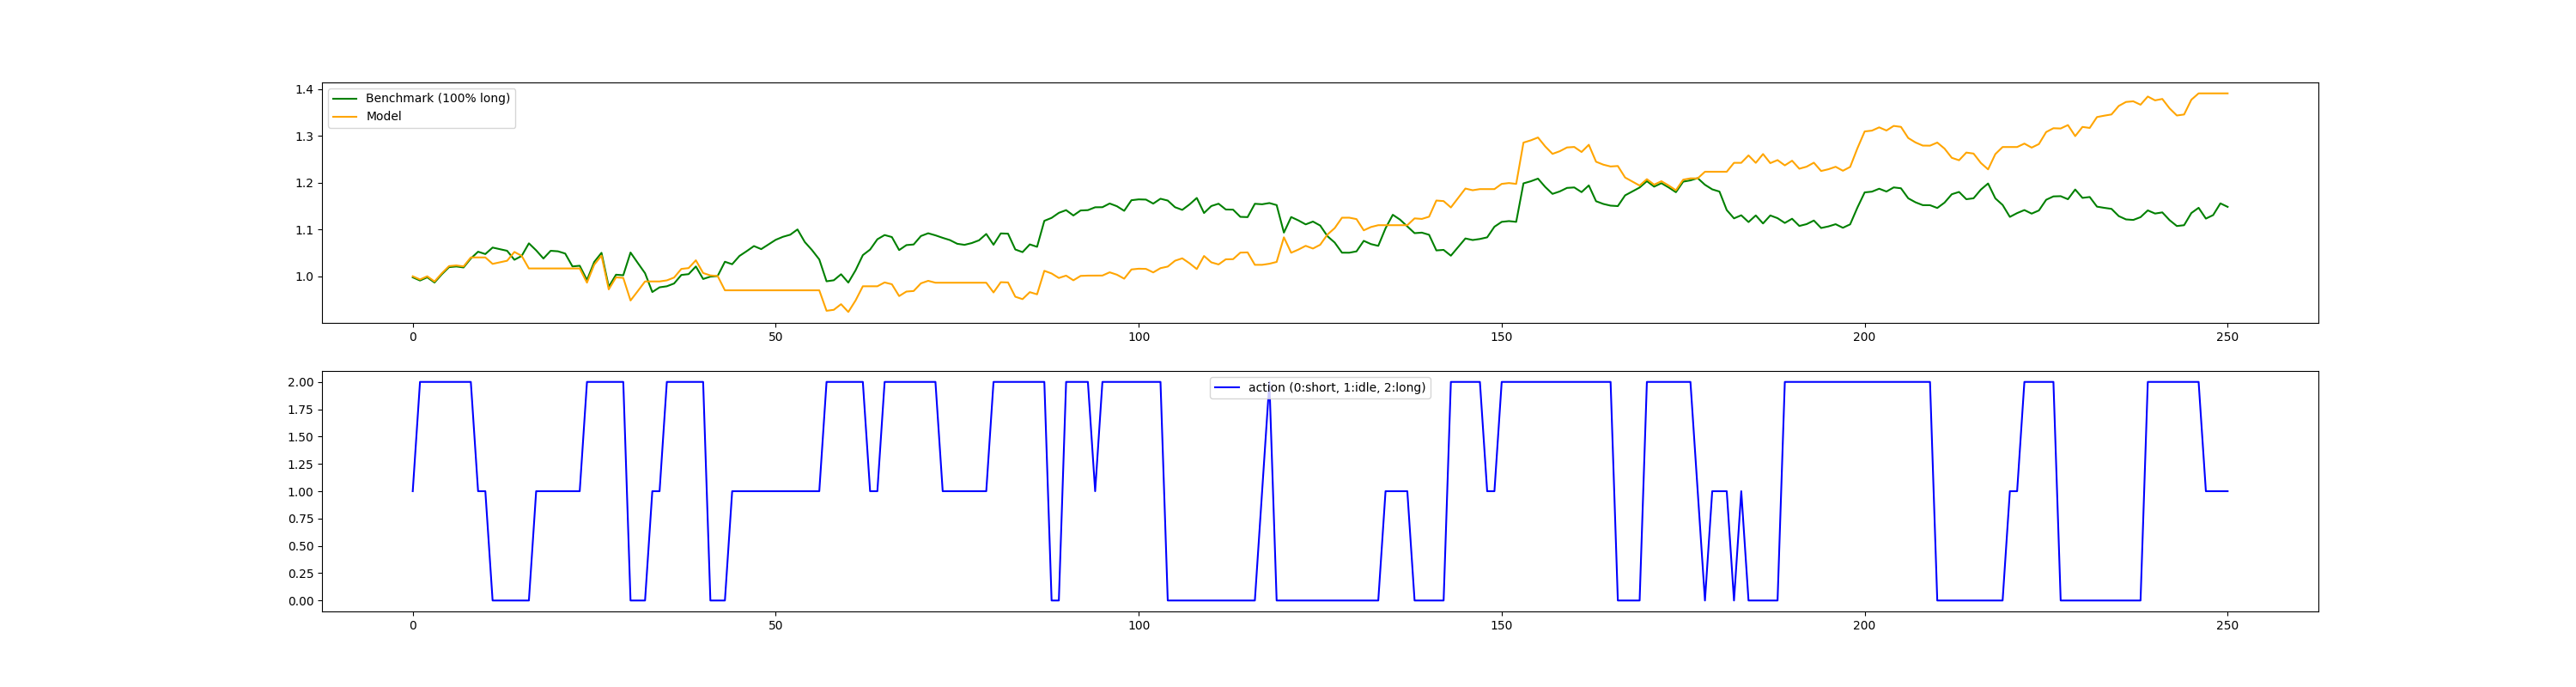 1.4
1.3
1.2
1.1
1.0
Benchmark (100% long)
Model
0 50 100 150 200 250
2.00
1.75
1.50
1.25
1.00
0.75
0.50
0.25
0.00
action (0:short, 1:idle, 2:long)
0 50 100 150 200 250